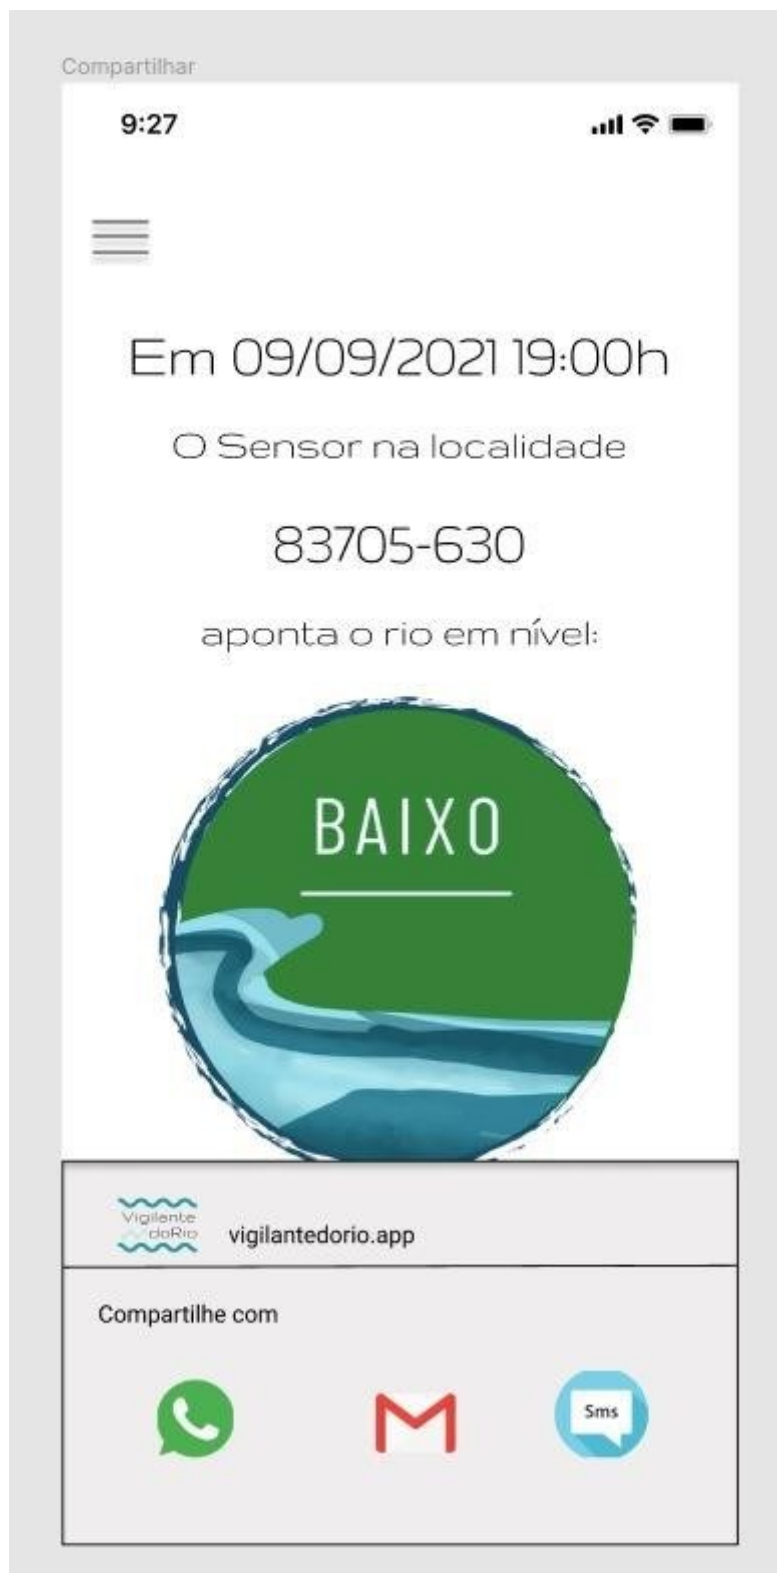 Compartilhar
9:27
Em 09/09/2021 19:00h
O Sensor na localidade
83705-630
aponta o rio em nível:
BAIXO
Vigilante
doRio
vigilantedorio.app
Compartilhe com
Sms